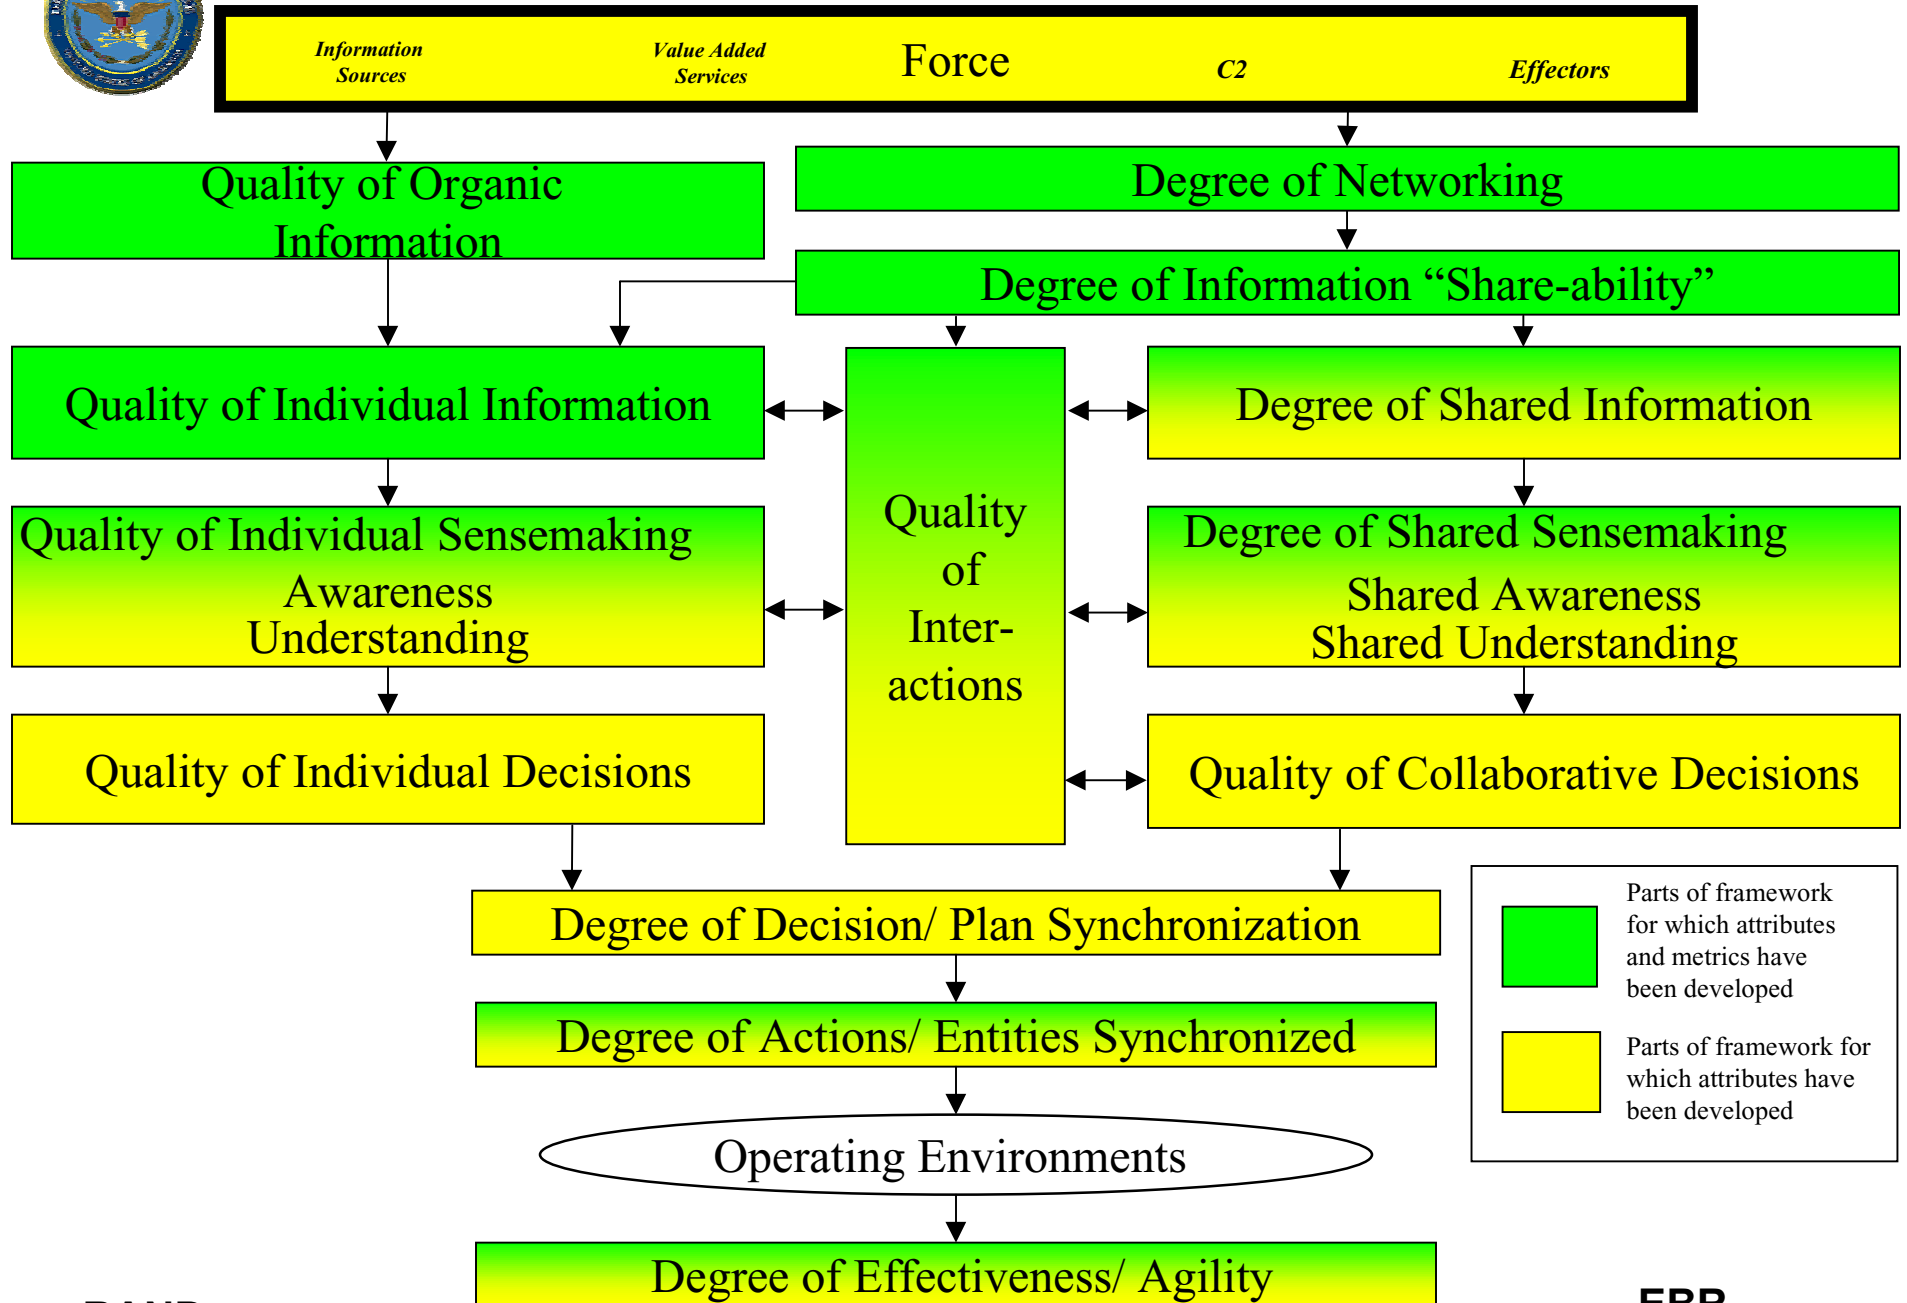 Information
Sources
Value Added
Services
Force
C2
Effectors
Quality of Organic
Information
Degree of Networking
Degree of Information “Share-ability”
Quality of Individual Information
Degree of Shared Information
Quality of Individual Sensemaking
Awareness
Understanding
Quality
of
Inter-
actions
Degree of Shared Sensemaking
Shared Awareness
Shared Understanding
Quality of Individual Decisions
Quality of Collaborative Decisions
Degree of Decision/ Plan Synchronization
Degree of Actions/ Entities Synchronized
Operating Environments
Degree of Effectiveness/ Agility
Parts of framework
for which attributes
and metrics have
been developed
Parts of framework for
which attributes have
been developed